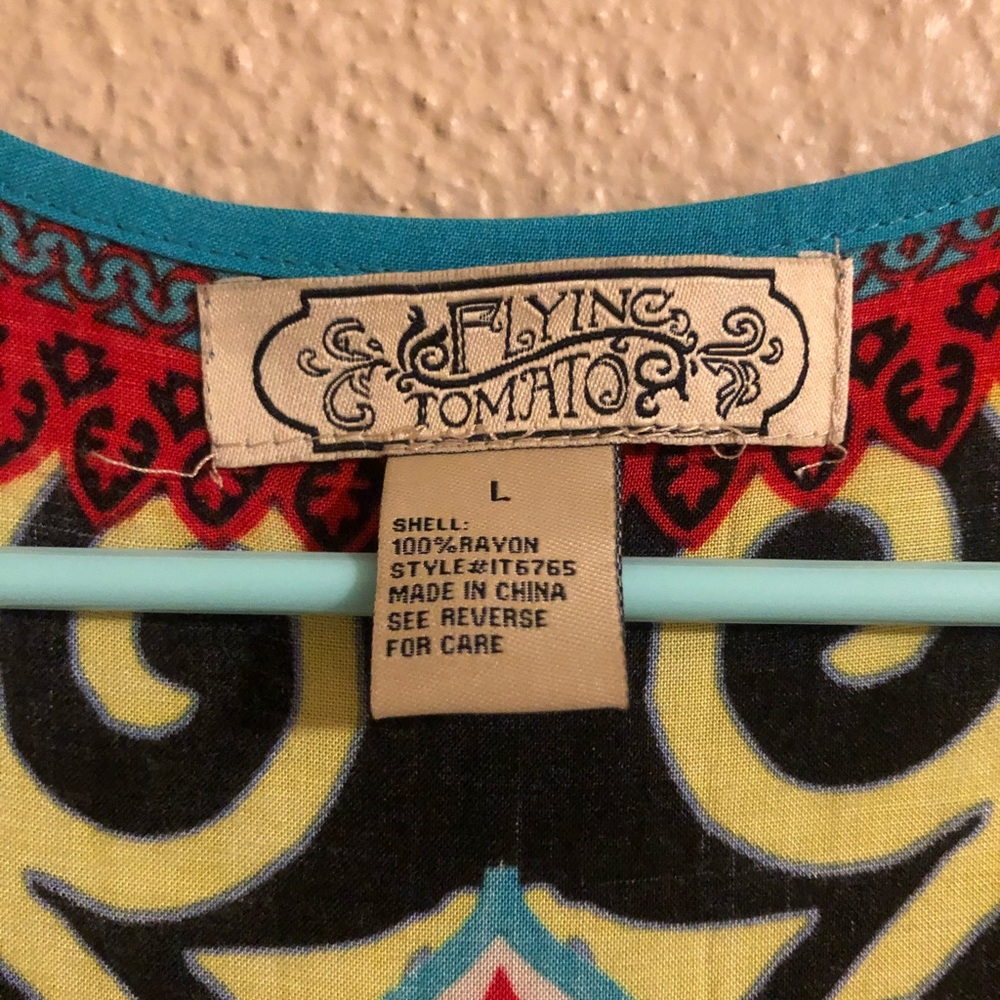 FLYING
TOMATO
L
SHELL:
100%RAYON
STYLE#IT6765
MADE IN CHINA
SEE REVERSE
FOR CARE